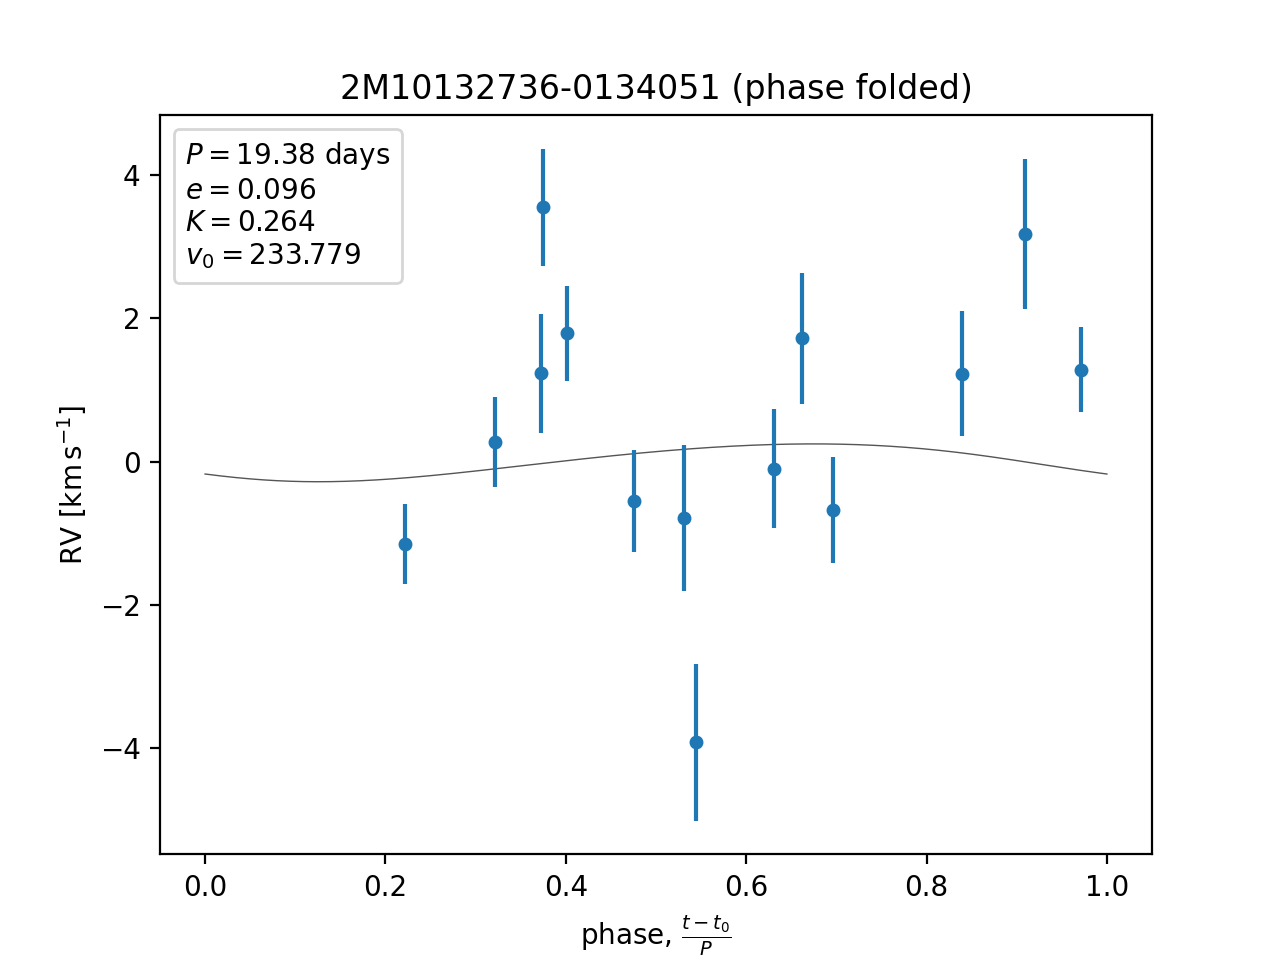 2M10132736-0134051 (phase folded)
P = 19.38 days
e = 0.096
K = 0.264
v₀ = 233.779
4
2
0
−2
−4
RV [km s⁻¹]
0.0 0.2 0.4 0.6 0.8 1.0
phase, (t − t₀)/P